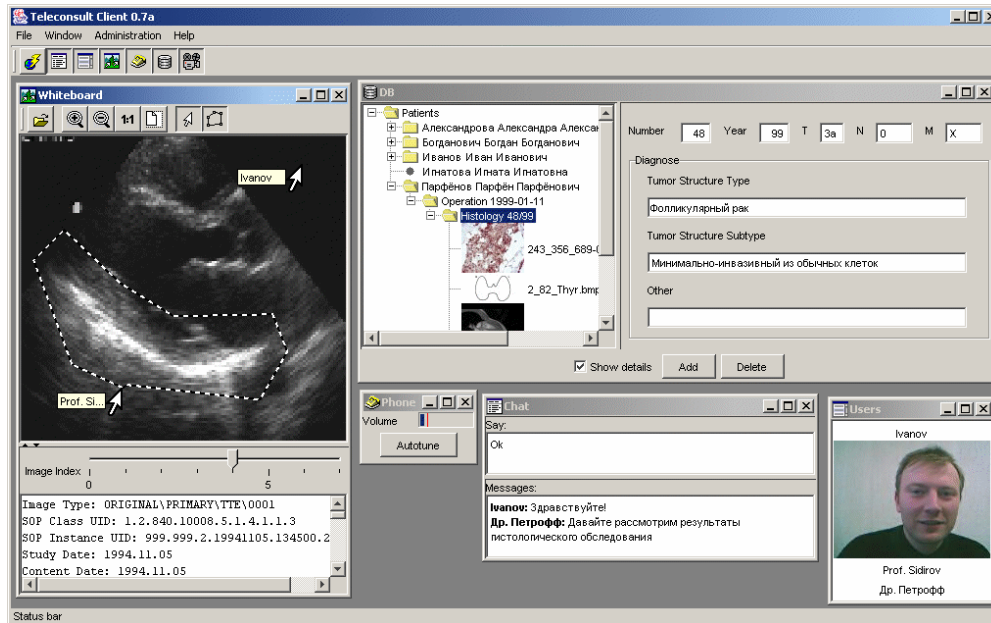 Teleconsult Client 0.7a
File Window Administration Help
Whiteboard
1:1
Ivanov
Prof. Si...
Image Index
0 5
Image Type: ORIGINAL\PRIMARY\TTE\0001
SOP Class UID: 1.2.840.10008.5.1.4.1.1.3
SOP Instance UID: 999.999.2.19941105.134500.2
Study Date: 1994.11.05
Content Date: 1994.11.05
DB
Patients
Александрова Александра Алексан
Богданович Богдан Богданович
Иванов Иван Иванович
Игнатова Игната Игнатовна
Парфёнов Парфён Парфёнович
Operation 1999-01-11
Histology 48/99
243_356_689-0
2_82_Thyr.bmp
Number 48 Year 99 T 3a N 0 M X
Diagnose
Tumor Structure Type
Фолликулярный рак
Tumor Structure Subtype
Минимально-инвазивный из обычных клеток
Other
Show details Add Delete
Phone
Volume
Autotune
Chat
Say:
Ok
Messages:
Ivanov: Здравствуйте!
Др. Петрофф: Давайте рассмотрим результаты
гистологического обследования
Users
Ivanov
Prof. Sidirov
Др. Петрофф
Status bar